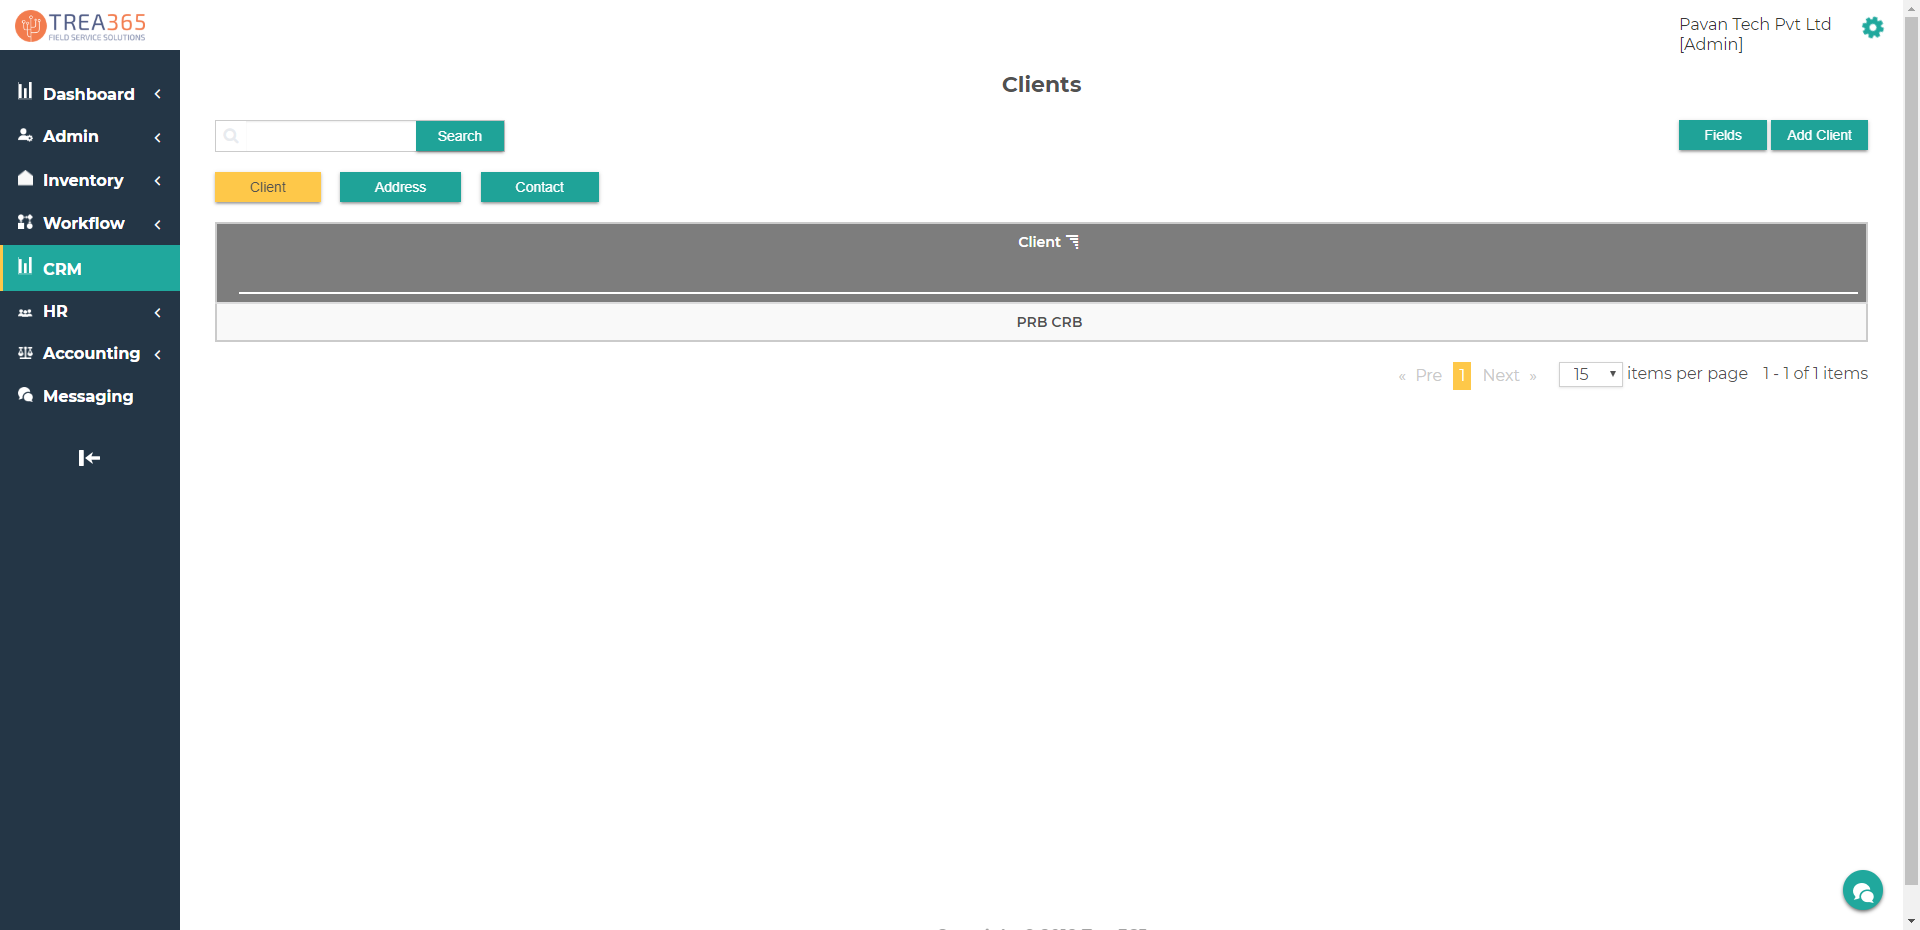 TREA365
FIELD SERVICE SOLUTIONS
Pavan Tech Pvt Ltd
[Admin]
Dashboard
Admin
Inventory
Workflow
CRM
HR
Accounting
Messaging
Clients
Search
Fields
Add Client
Client
Address
Contact
Client
PRB CRB
« Pre 1 Next » 15 items per page 1 - 1 of 1 items